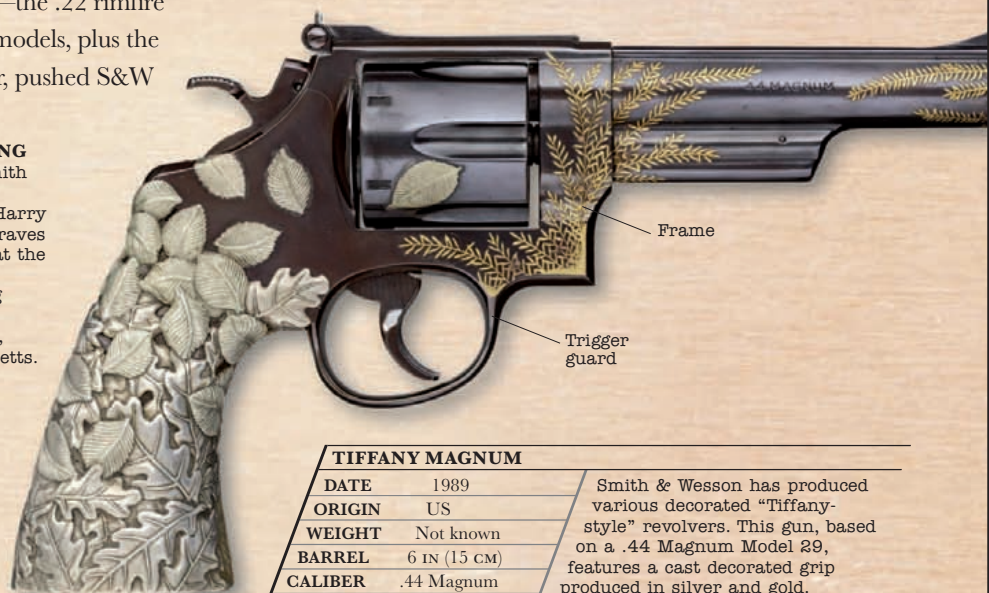 —the .22 rimfire
models, plus the
r, pushed S&W
NG
ith
Harry
raves
at the
etts.
.44 MAGNUM
Frame
Trigger
guard
TIFFANY MAGNUM
DATE 1989
ORIGIN US
WEIGHT Not known
BARREL 6 IN (15 CM)
CALIBER .44 Magnum
Smith & Wesson has produced
various decorated “Tiffany-
style” revolvers. This gun, based
on a .44 Magnum Model 29,
features a cast decorated grip
produced in silver and gold.